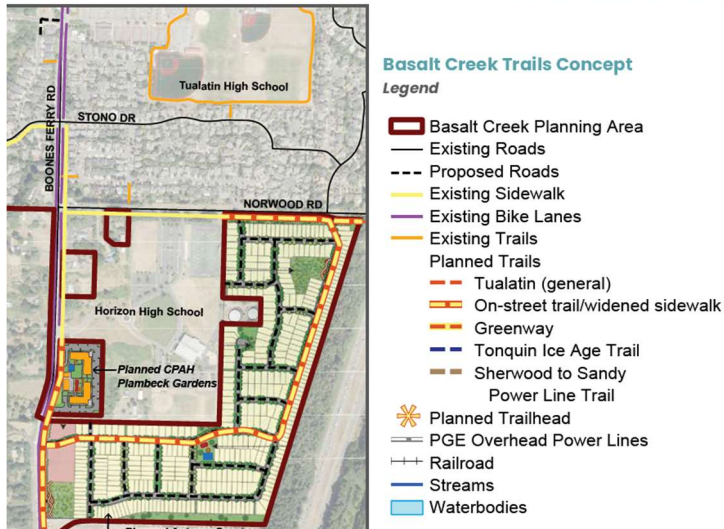 Tualatin High School
STONO DR
BOONES FERRY RD
NORWOOD RD
Horizon High School
Planned CPAH
Plambeck Gardens
Basalt Creek Trails Concept
Legend
Basalt Creek Planning Area
Existing Roads
Proposed Roads
Existing Sidewalk
Existing Bike Lanes
Existing Trails
Planned Trails
Tualatin (general)
On-street trail/widened sidewalk
Greenway
Tonquin Ice Age Trail
Sherwood to Sandy
Power Line Trail
Planned Trailhead
PGE Overhead Power Lines
Railroad
Streams
Waterbodies